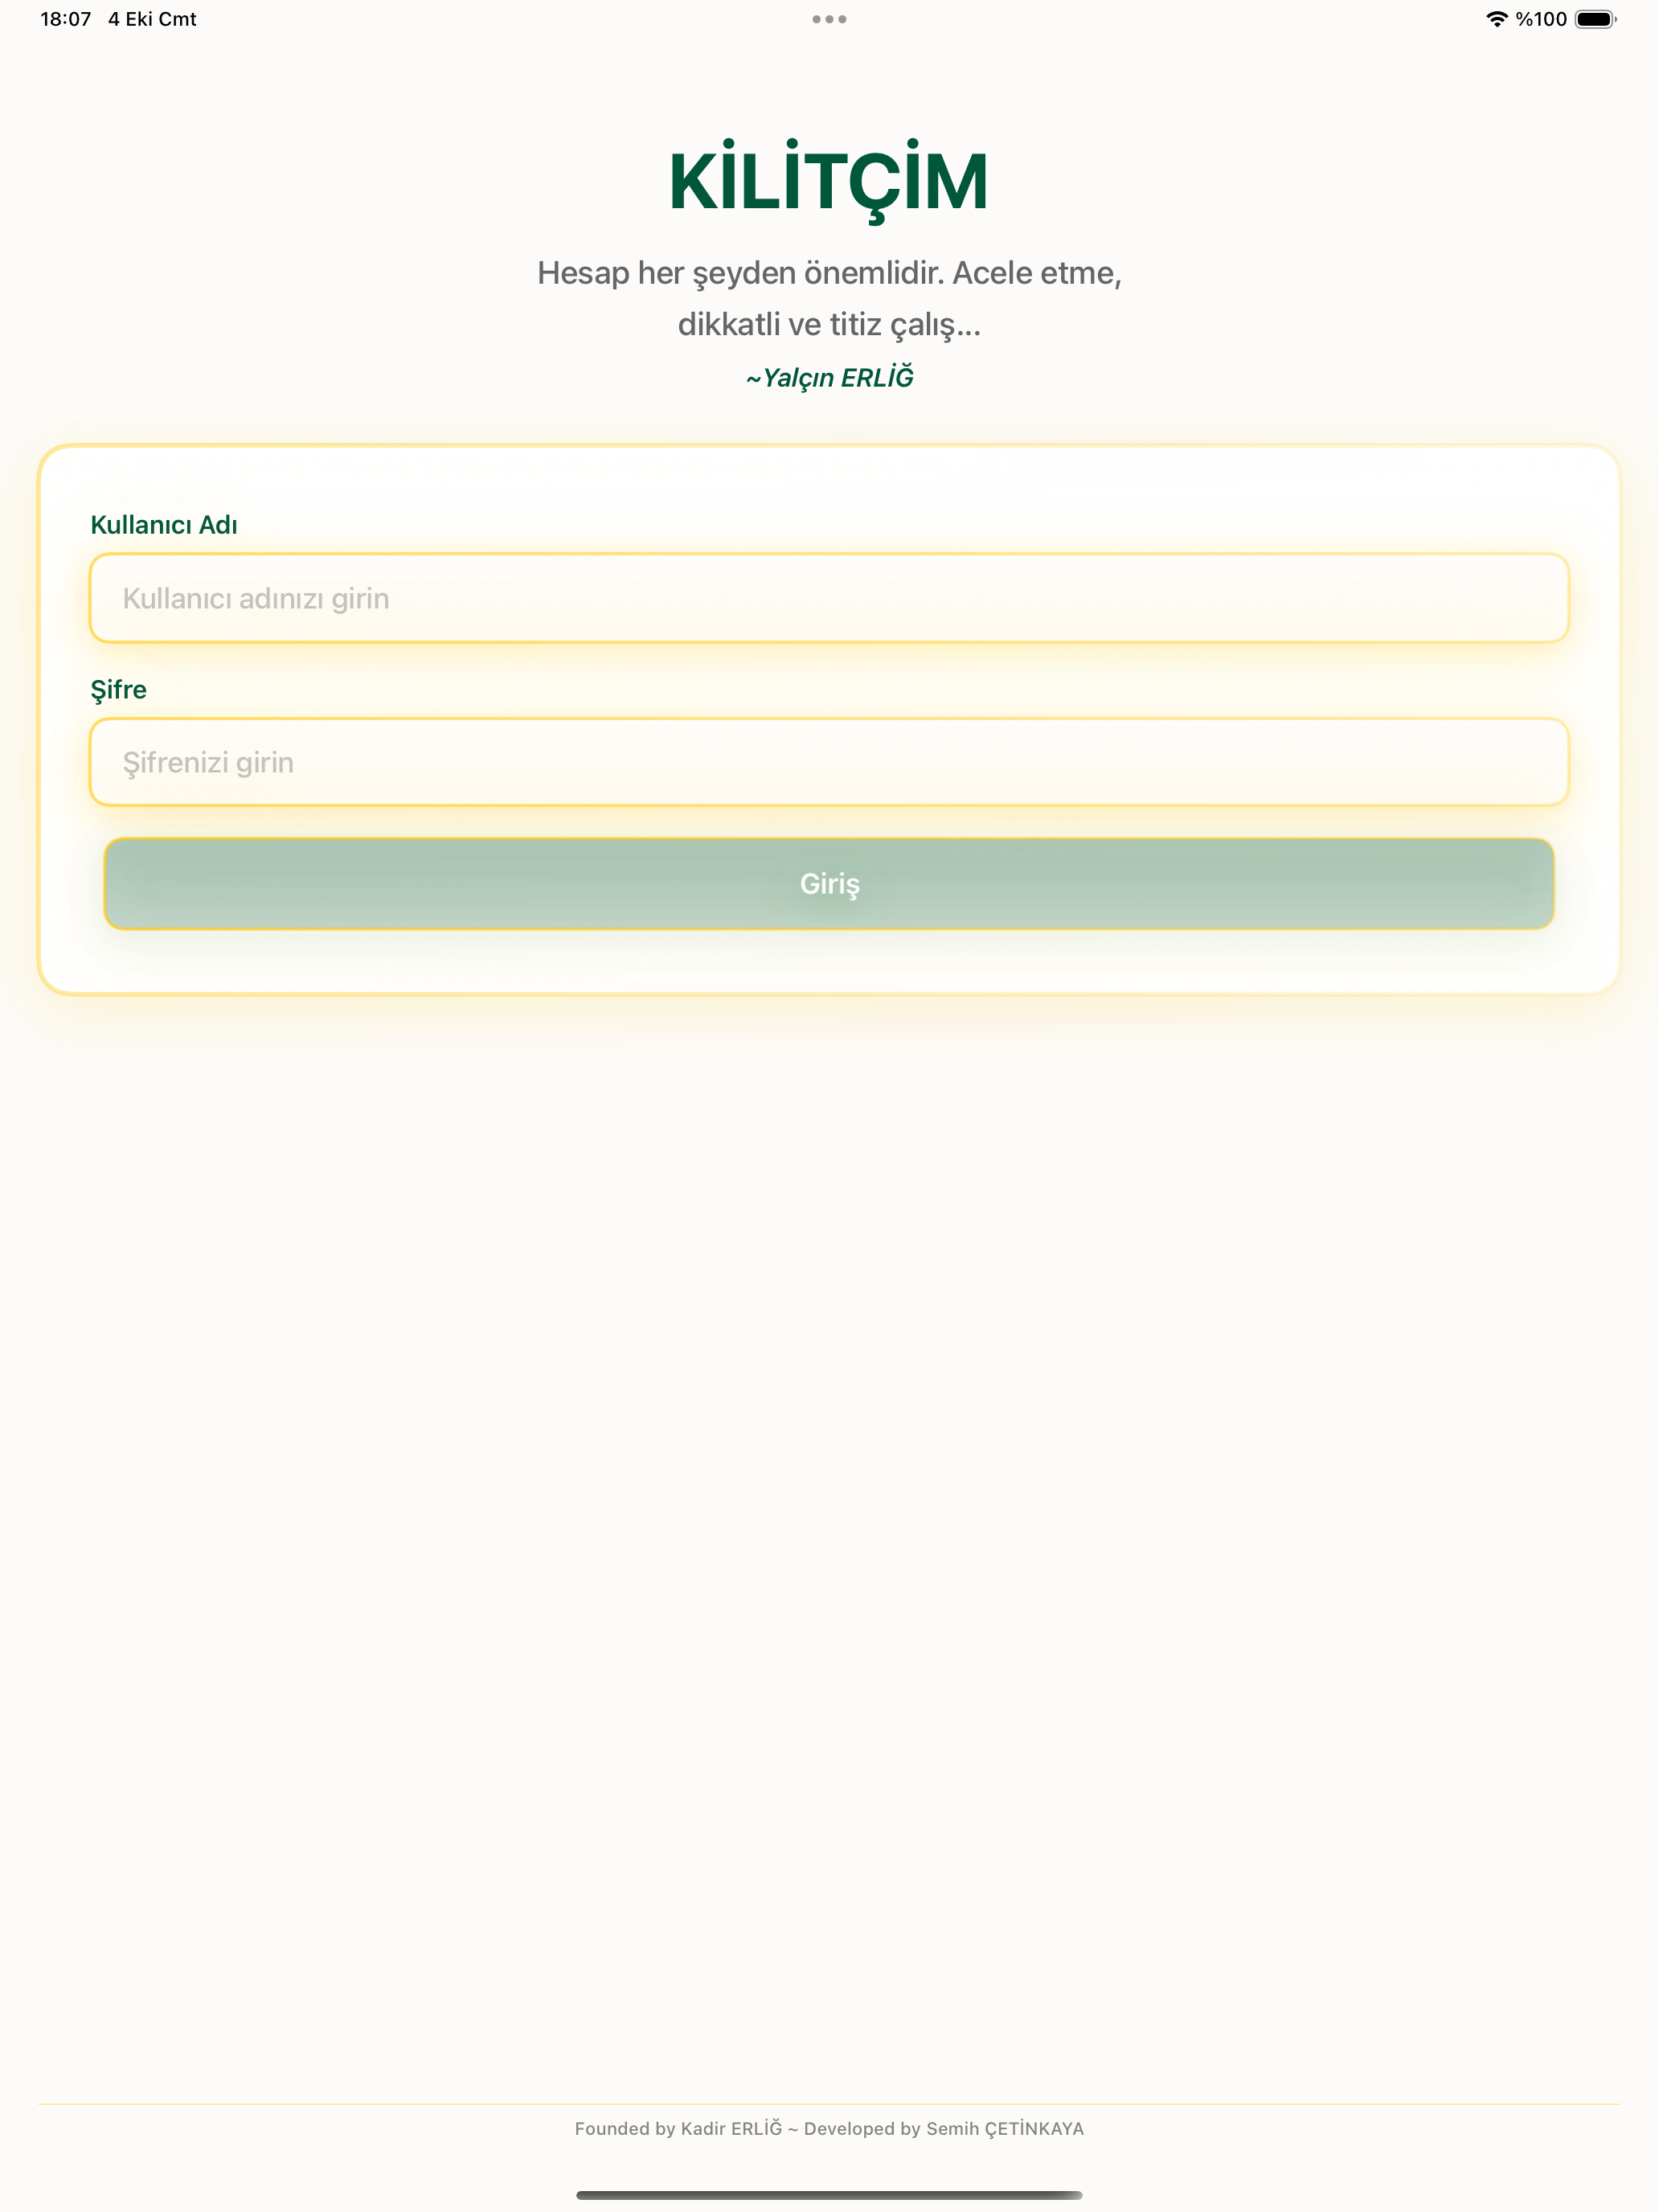 18:07 4 Eki Cmt %100
KİLİTÇİM
Hesap her şeyden önemlidir. Acele etme,
dikkatli ve titiz çalış...
~Yalçın ERLİĞ
Kullanıcı Adı
Kullanıcı adınızı girin
Şifre
Şifrenizi girin
Giriş
Founded by Kadir ERLİĞ ~ Developed by Semih ÇETİNKAYA